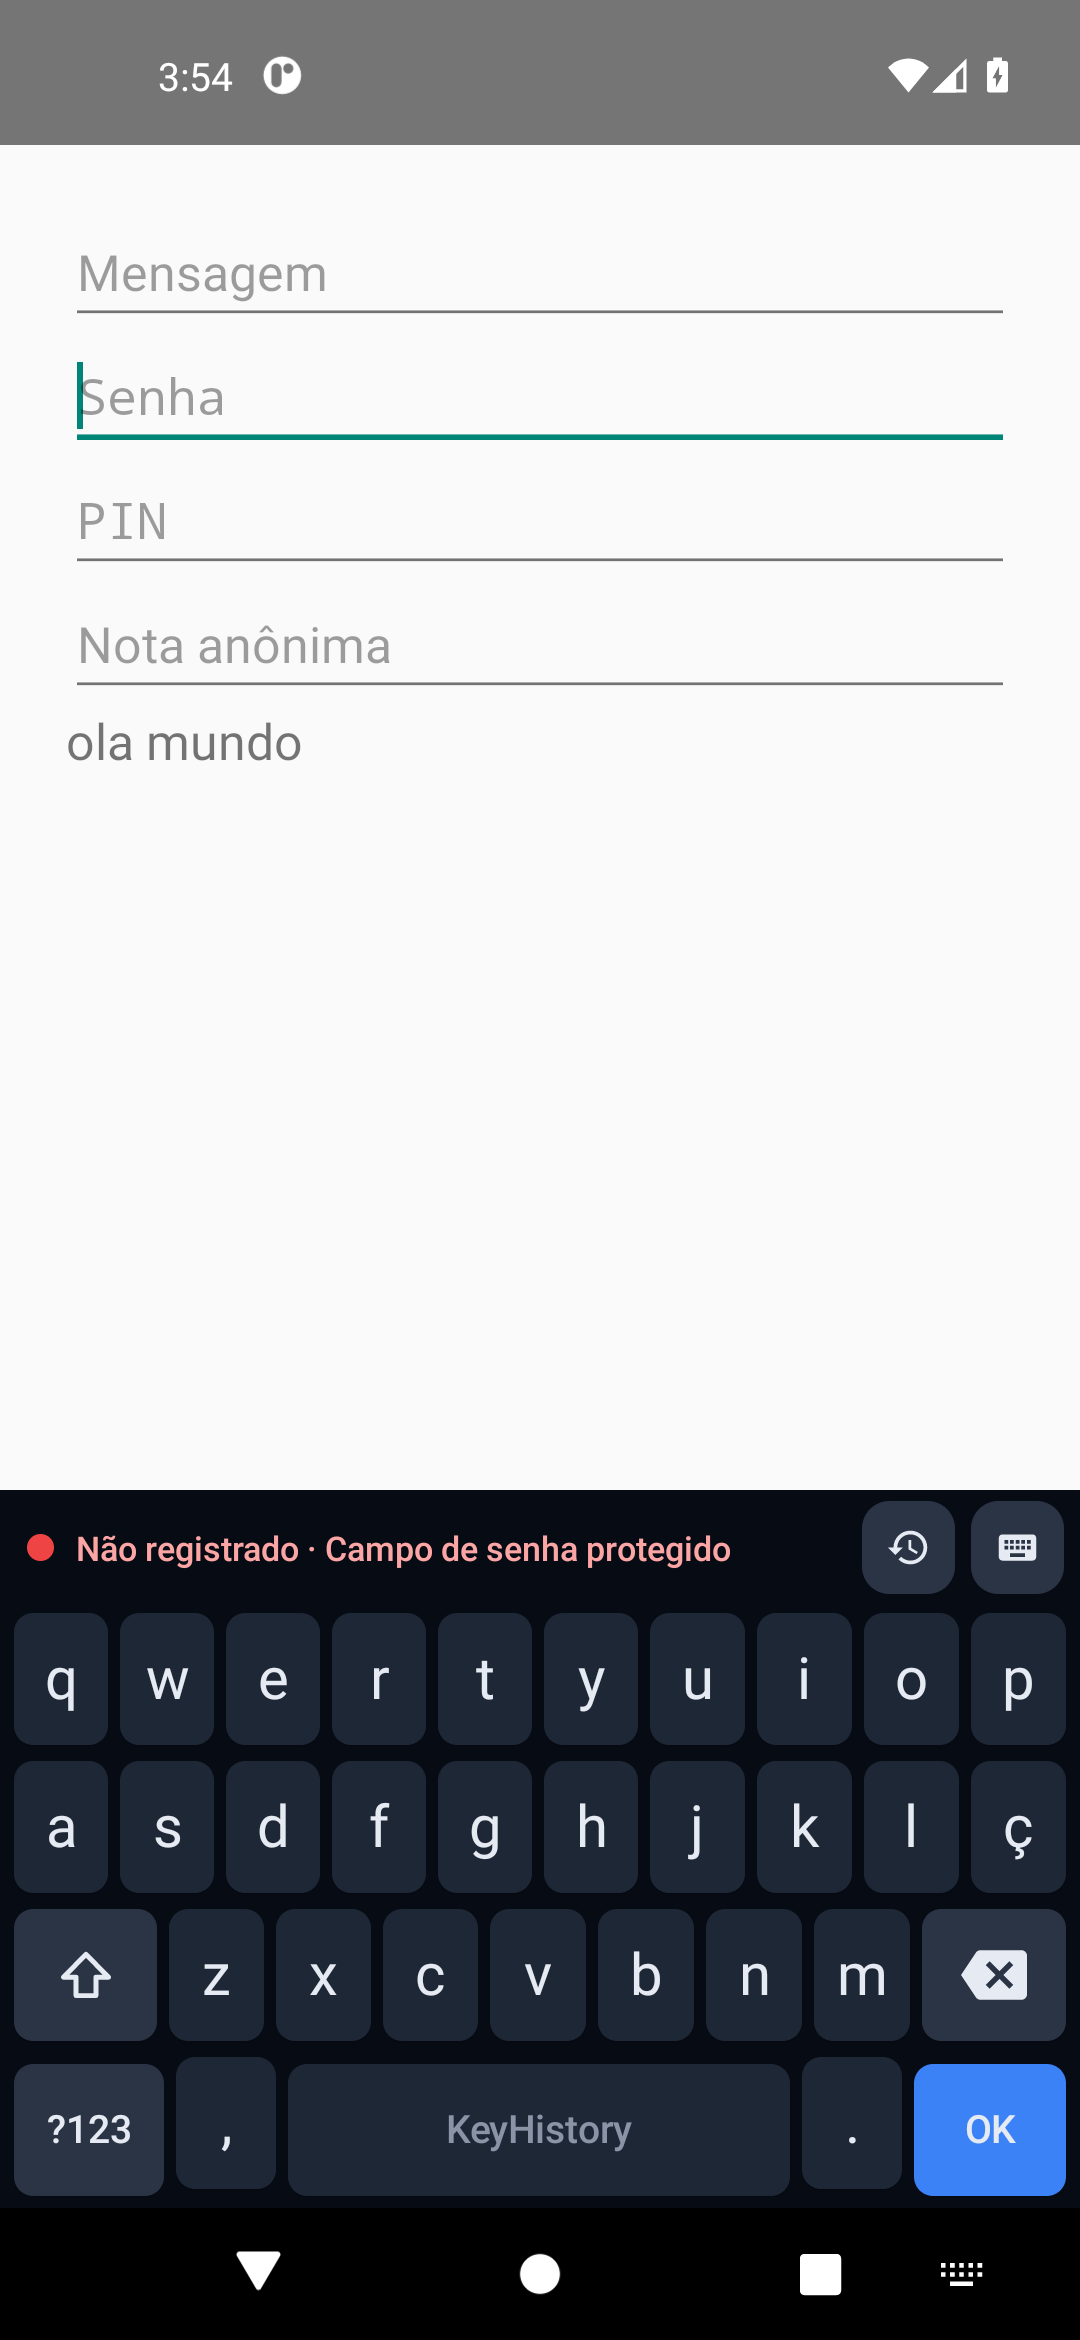 3:54
Mensagem
Senha
PIN
Nota anônima
ola mundo
Não registrado · Campo de senha protegido
q w e r t y u i o p
a s d f g h j k l ç
z x c v b n m
?123 , KeyHistory . OK